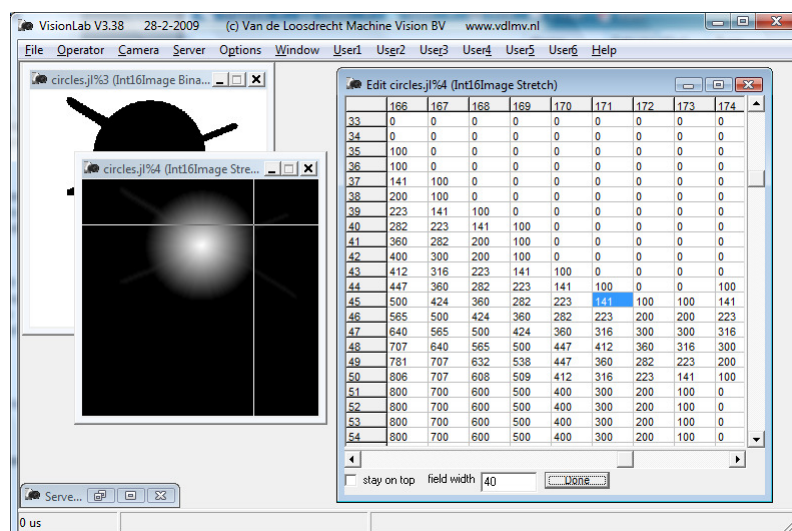 VisionLab V3.38 28-2-2009 (c) Van de Loosdrecht Machine Vision BV www.vdlmv.nl
File Operator Camera Server Options Window User1 User2 User3 User4 User5 User6 Help
circles.jl%3 (Int16Image Bina...
circles.jl%4 (Int16Image Stre...
Edit circles.jl%4 (Int16Image Stretch)
166 167 168 169 170 171 172 173 174
33 0 0 0 0 0 0 0 0 0
34 0 0 0 0 0 0 0 0 0
35 100 0 0 0 0 0 0 0 0
36 100 0 0 0 0 0 0 0 0
37 141 100 0 0 0 0 0 0 0
38 200 100 0 0 0 0 0 0 0
39 223 141 100 0 0 0 0 0 0
40 282 223 141 100 0 0 0 0 0
41 360 282 200 100 0 0 0 0 0
42 400 300 200 100 0 0 0 0 0
43 412 316 223 141 100 0 0 0 0
44 447 360 282 223 141 100 0 0 100
45 500 424 360 282 223 141 100 100 141
46 565 500 424 360 282 223 200 200 223
47 640 565 500 424 360 316 300 300 316
48 707 640 565 500 447 412 360 316 300
49 781 707 632 538 447 360 282 223 200
50 806 707 608 509 412 316 223 141 100
51 800 700 600 500 400 300 200 100 0
52 800 700 600 500 400 300 200 100 0
53 800 700 600 500 400 300 200 100 0
54 800 700 600 500 400 300 200 100 0
stay on top field width 40 Done
Serve...
0 us